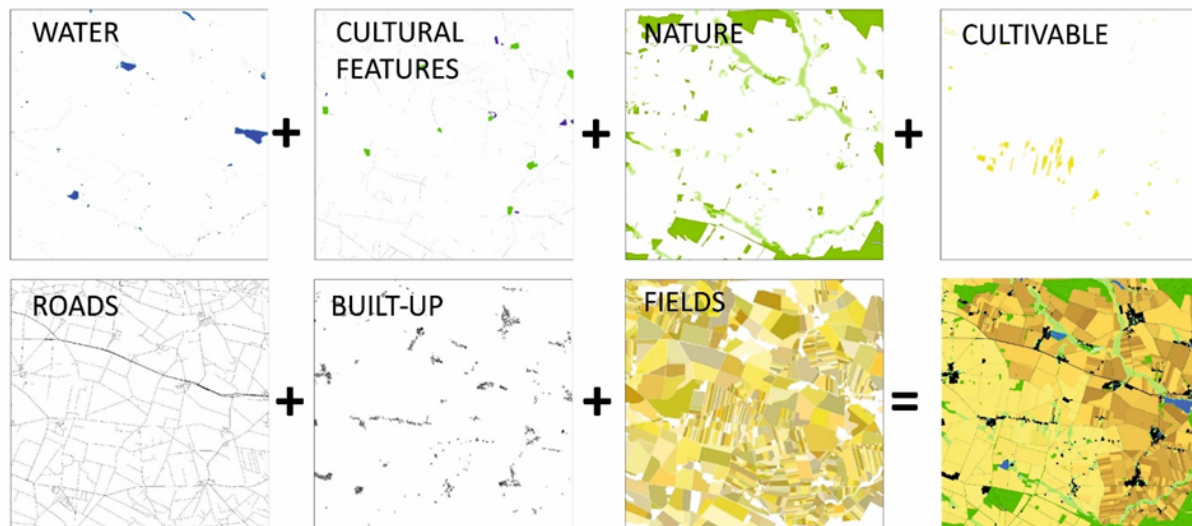 WATER
CULTURAL
FEATURES
NATURE
CULTIVABLE
+
+
+
ROADS
BUILT-UP
FIELDS
+
+
=